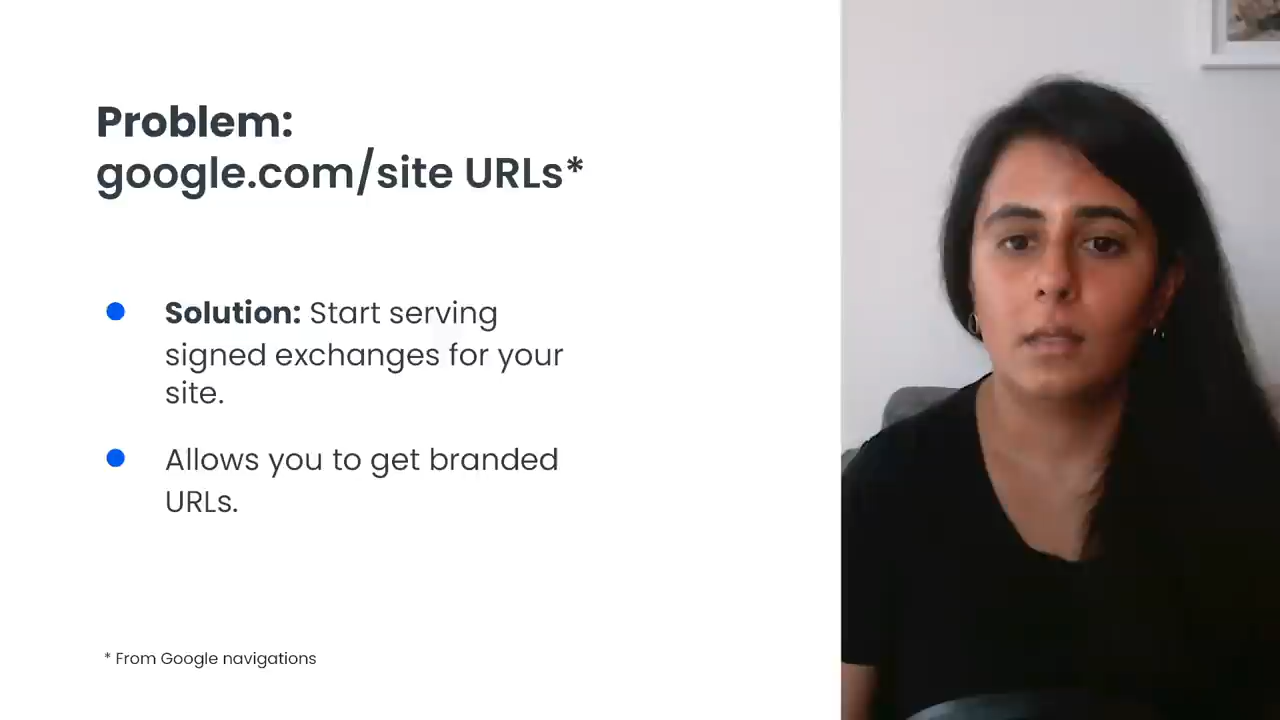 Problem:
google.com/site URLs*
Solution: Start serving
signed exchanges for your
site.
Allows you to get branded
URLs.
* From Google navigations